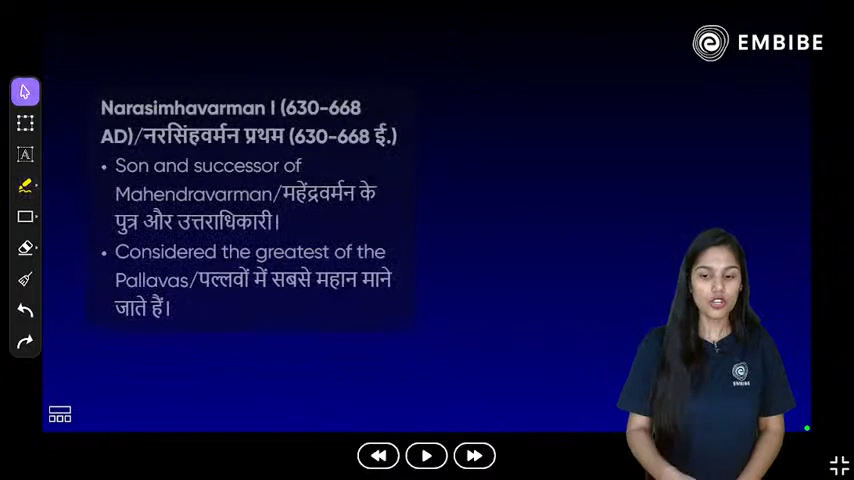 EMBIBE
Narasimhavarman I (630-668
AD)/नरसिंहवर्मन प्रथम (630-668 ई.)
• Son and successor of
Mahendravarman/महेंद्रवर्मन के
पुत्र और उत्तराधिकारी।
• Considered the greatest of the
Pallavas/पल्लवों में सबसे महान माने
जाते हैं।
A
EMBIBE